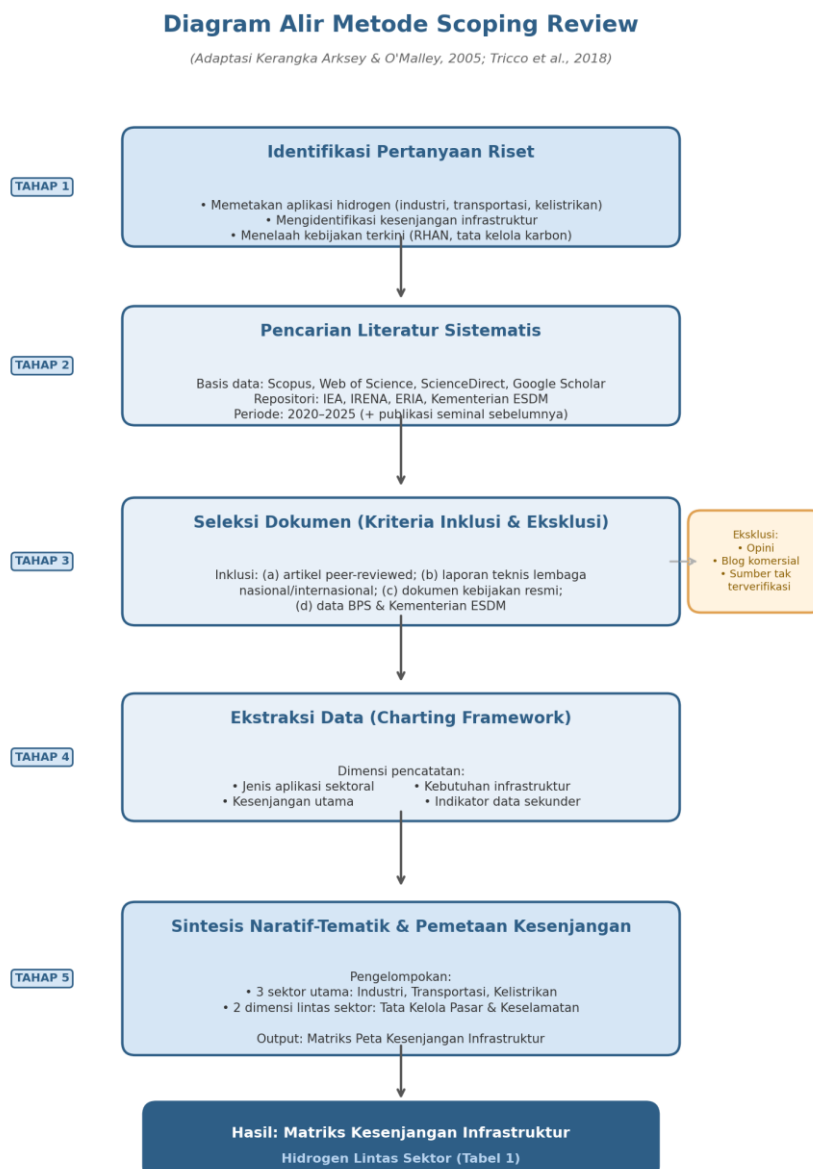 Diagram Alir Metode Scoping Review
(Adaptasi Kerangka Arksey & O'Malley, 2005; Tricco et al., 2018)
TAHAP 1
Identifikasi Pertanyaan Riset
• Memetakan aplikasi hidrogen (industri, transportasi, kelistrikan)
• Mengidentifikasi kesenjangan infrastruktur
• Menelaah kebijakan terkini (RHAN, tata kelola karbon)
TAHAP 2
Pencarian Literatur Sistematis
Basis data: Scopus, Web of Science, ScienceDirect, Google Scholar
Repositori: IEA, IRENA, ERIA, Kementerian ESDM
Periode: 2020–2025 (+ publikasi seminal sebelumnya)
TAHAP 3
Seleksi Dokumen (Kriteria Inklusi & Eksklusi)
Inklusi: (a) artikel peer-reviewed; (b) laporan teknis lembaga
nasional/internasional; (c) dokumen kebijakan resmi;
(d) data BPS & Kementerian ESDM
Eksklusi:
• Opini
• Blog komersial
• Sumber tak
terverifikasi
TAHAP 4
Ekstraksi Data (Charting Framework)
Dimensi pencatatan:
• Jenis aplikasi sektoral • Kebutuhan infrastruktur
• Kesenjangan utama • Indikator data sekunder
TAHAP 5
Sintesis Naratif-Tematik & Pemetaan Kesenjangan
Pengelompokan:
• 3 sektor utama: Industri, Transportasi, Kelistrikan
• 2 dimensi lintas sektor: Tata Kelola Pasar & Keselamatan
Output: Matriks Peta Kesenjangan Infrastruktur
Hasil: Matriks Kesenjangan Infrastruktur
Hidrogen Lintas Sektor (Tabel 1)